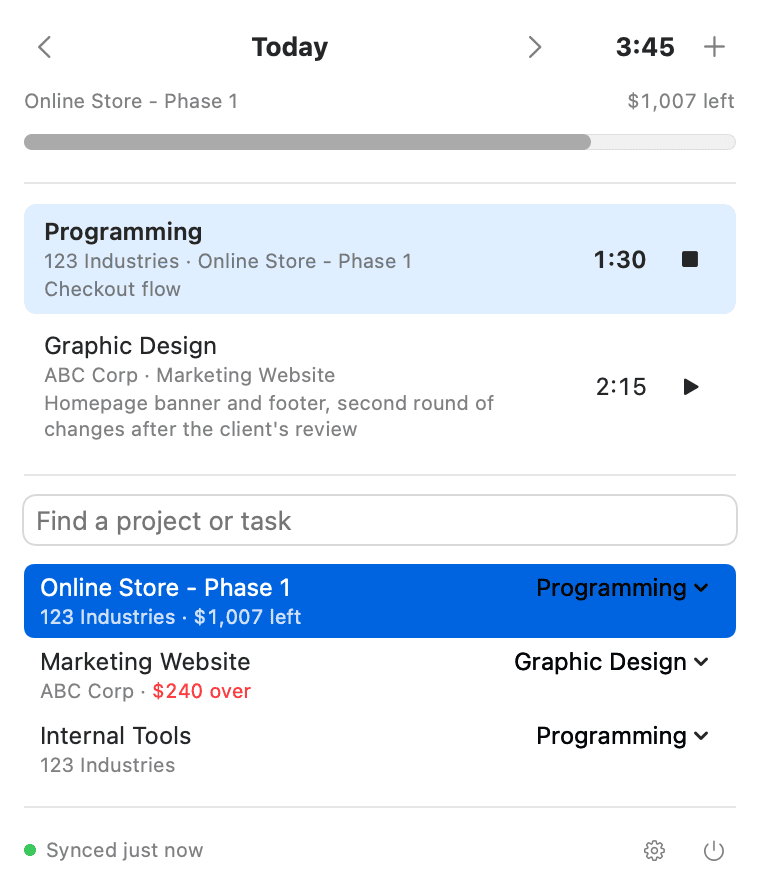 Today
3:45
Online Store - Phase 1
$1,007 left
Programming
123 Industries · Online Store - Phase 1
Checkout flow
1:30
Graphic Design
ABC Corp · Marketing Website
Homepage banner and footer, second round of
changes after the client's review
2:15
Find a project or task
Online Store - Phase 1
Programming
123 Industries · $1,007 left
Marketing Website
Graphic Design
ABC Corp · $240 over
Internal Tools
Programming
123 Industries
Synced just now